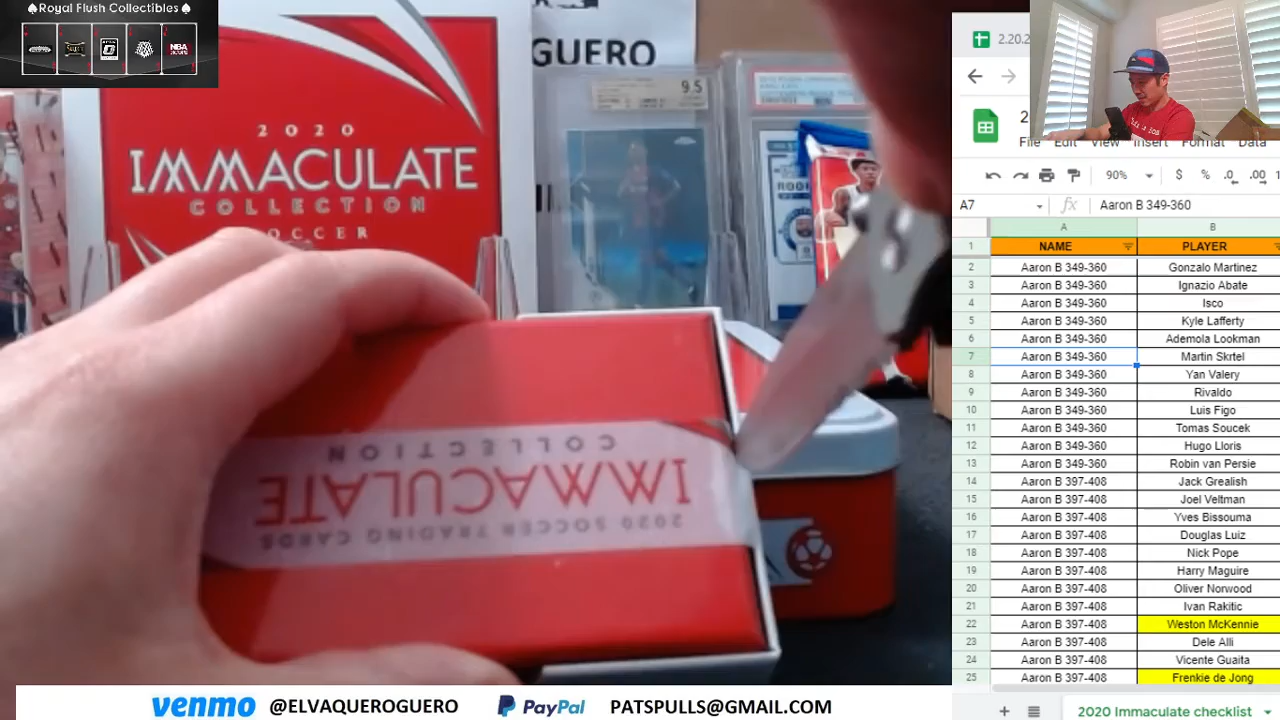 ♠Royal Flush Collectibles♠
NBA
GUERO
9.5
2020
IMMACULATE
COLLECTION
SOCCER
IMMACULATE
COLLECTION
2020 SOCCER TRADING CARDS
venmo @ELVAQUEROGUERO PayPal PATSPULLS@GMAIL.COM
2.20.2
2
File Edit View Insert Format Data
90% $ % .0 .00
A7 fx Aaron B 349-360
A B
1 NAME PLAYER
2 Aaron B 349-360 Gonzalo Martinez
3 Aaron B 349-360 Ignazio Abate
4 Aaron B 349-360 Isco
5 Aaron B 349-360 Kyle Lafferty
6 Aaron B 349-360 Ademola Lookman
7 Aaron B 349-360 Martin Skrtel
8 Aaron B 349-360 Yan Valery
9 Aaron B 349-360 Rivaldo
10 Aaron B 349-360 Luis Figo
11 Aaron B 349-360 Tomas Soucek
12 Aaron B 349-360 Hugo Lloris
13 Aaron B 349-360 Robin van Persie
14 Aaron B 397-408 Jack Grealish
15 Aaron B 397-408 Joel Veltman
16 Aaron B 397-408 Yves Bissouma
17 Aaron B 397-408 Douglas Luiz
18 Aaron B 397-408 Nick Pope
19 Aaron B 397-408 Harry Maguire
20 Aaron B 397-408 Oliver Norwood
21 Aaron B 397-408 Ivan Rakitic
22 Aaron B 397-408 Weston McKennie
23 Aaron B 397-408 Dele Alli
24 Aaron B 397-408 Vicente Guaita
25 Aaron B 397-408 Frenkie de Jong
2020 Immaculate checklist